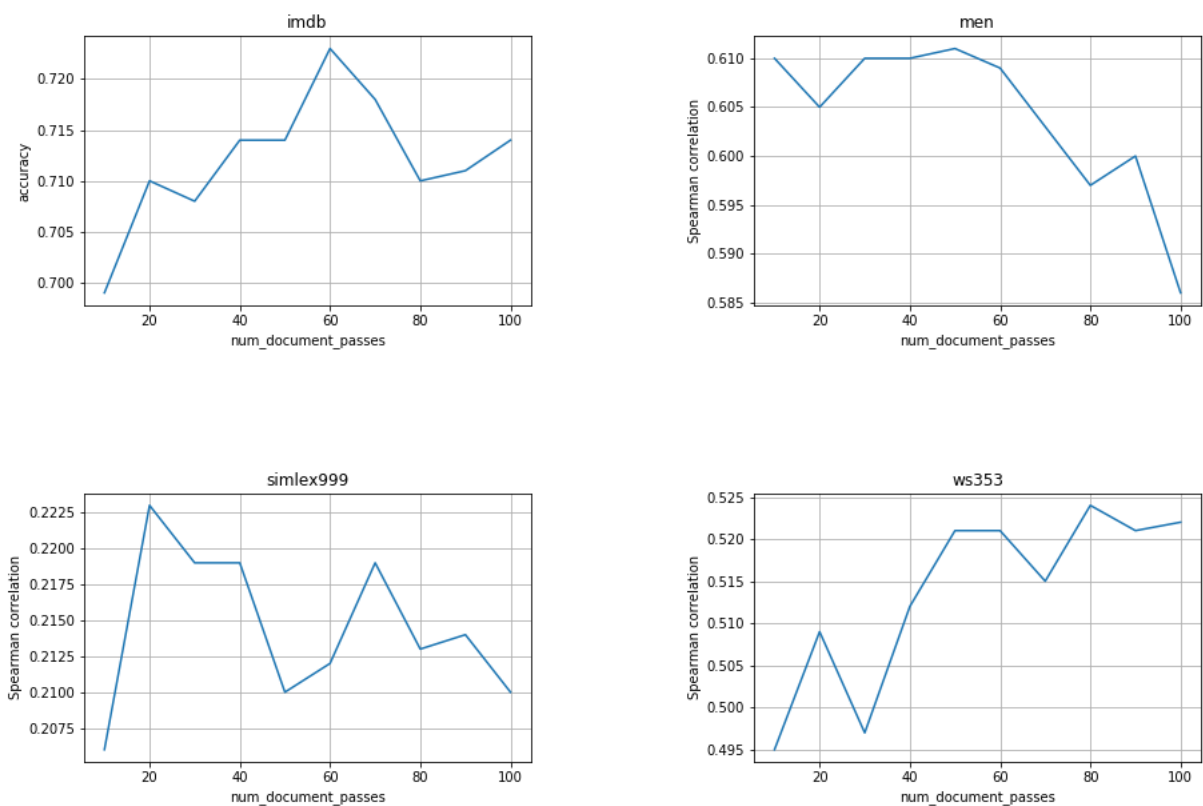 imdb
accuracy
0.720
0.715
0.710
0.705
0.700
20 40 60 80 100
num_document_passes
men
Spearman correlation
0.610
0.605
0.600
0.595
0.590
0.585
20 40 60 80 100
num_document_passes
simlex999
Spearman correlation
0.2225
0.2200
0.2175
0.2150
0.2125
0.2100
0.2075
20 40 60 80 100
num_document_passes
ws353
Spearman correlation
0.525
0.520
0.515
0.510
0.505
0.500
0.495
20 40 60 80 100
num_document_passes